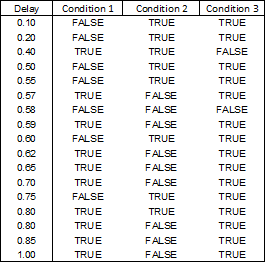 Delay Condition 1 Condition 2 Condition 3
0.10 FALSE TRUE TRUE
0.20 FALSE TRUE TRUE
0.40 TRUE TRUE FALSE
0.50 FALSE TRUE TRUE
0.55 FALSE TRUE TRUE
0.57 TRUE FALSE TRUE
0.58 FALSE FALSE FALSE
0.59 TRUE FALSE TRUE
0.60 FALSE TRUE TRUE
0.62 TRUE FALSE TRUE
0.65 TRUE FALSE TRUE
0.70 TRUE FALSE TRUE
0.75 FALSE TRUE TRUE
0.80 TRUE TRUE TRUE
0.80 TRUE FALSE TRUE
0.85 TRUE FALSE TRUE
1.00 TRUE FALSE TRUE